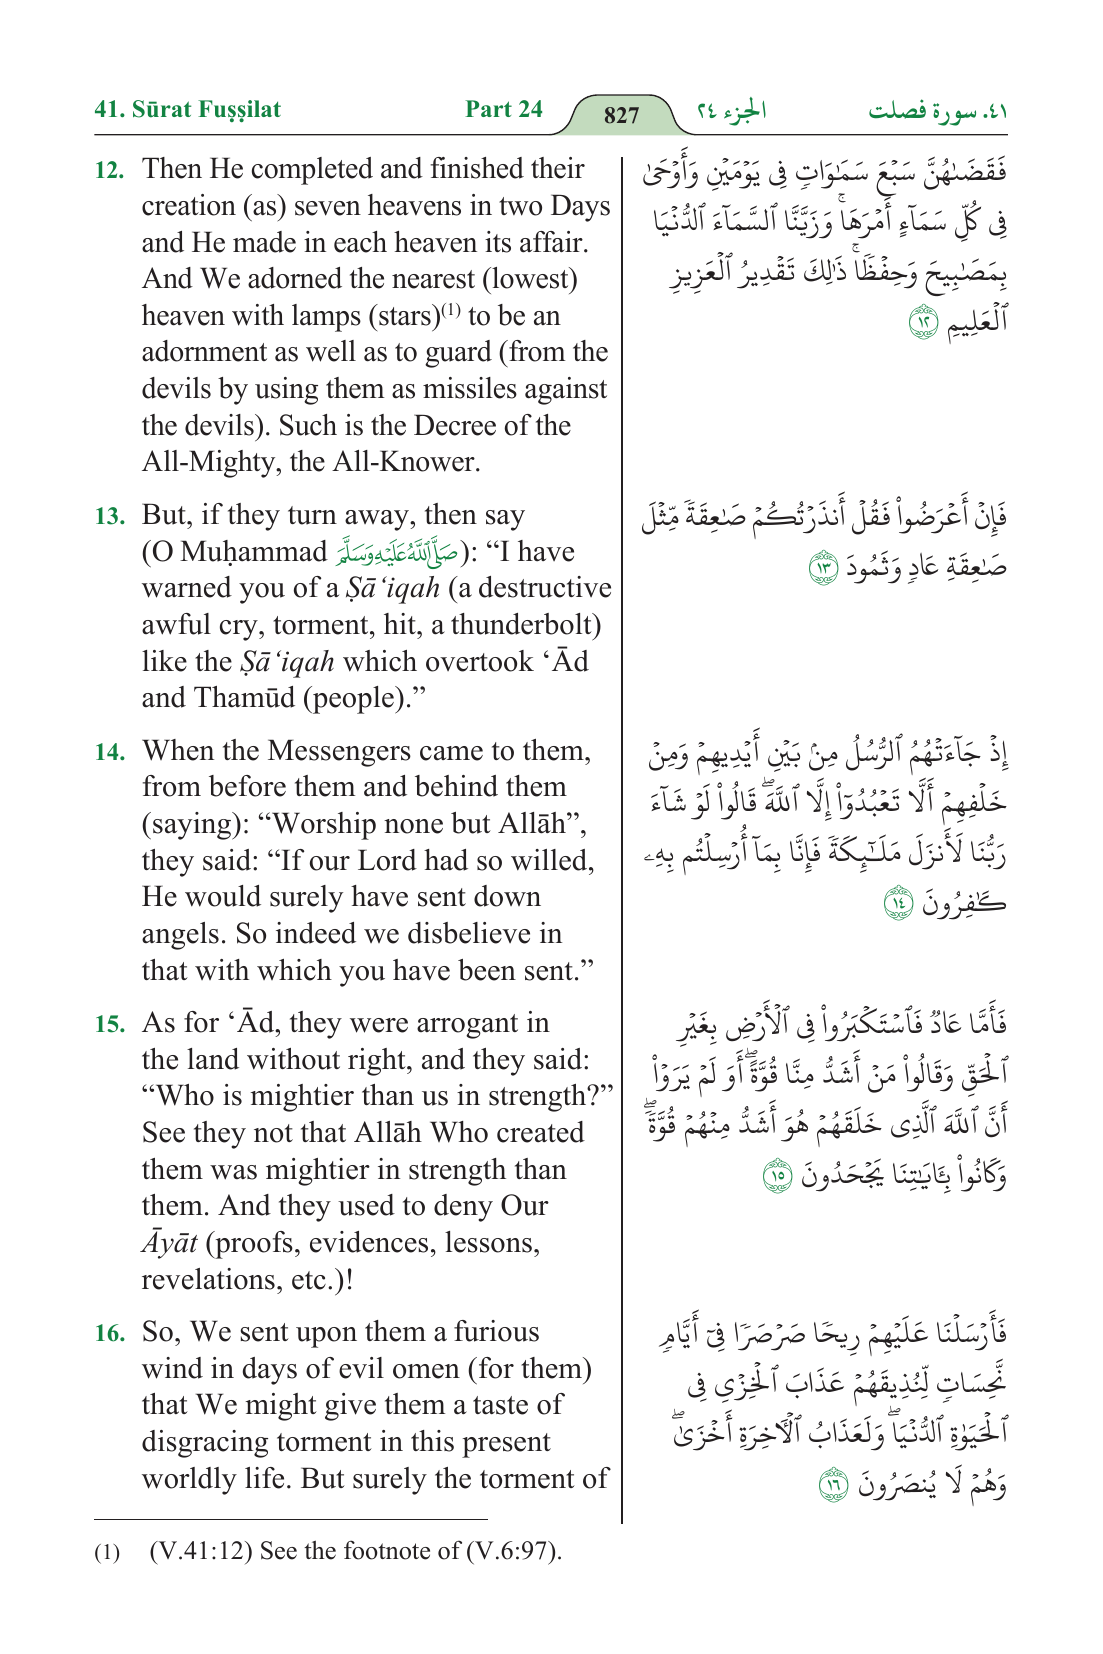 41. Sūrat Fuṣṣilat Part 24 827 الجزء ٢٤ ٤١. سورة فصلت
12. Then He completed and finished their
creation (as) seven heavens in two Days
and He made in each heaven its affair.
And We adorned the nearest (lowest)
heaven with lamps (stars)(1) to be an
adornment as well as to guard (from the
devils by using them as missiles against
the devils). Such is the Decree of the
All-Mighty, the All-Knower.
13. But, if they turn away, then say
(O Muḥammad صَلَّى ٱللَّهُ عَلَيْهِ وَسَلَّمَ): “I have
warned you of a Ṣā‘iqah (a destructive
awful cry, torment, hit, a thunderbolt)
like the Ṣā‘iqah which overtook ‘Ād
and Thamūd (people).”
14. When the Messengers came to them,
from before them and behind them
(saying): “Worship none but Allāh”,
they said: “If our Lord had so willed,
He would surely have sent down
angels. So indeed we disbelieve in
that with which you have been sent.”
15. As for ‘Ād, they were arrogant in
the land without right, and they said:
“Who is mightier than us in strength?”
See they not that Allāh Who created
them was mightier in strength than
them. And they used to deny Our
Āyāt (proofs, evidences, lessons,
revelations, etc.)!
16. So, We sent upon them a furious
wind in days of evil omen (for them)
that We might give them a taste of
disgracing torment in this present
worldly life. But surely the torment of
فَقَضَىٰهُنَّ سَبْعَ سَمَٰوَاتٍ فِى يَوْمَيْنِ وَأَوْحَىٰ
فِى كُلِّ سَمَآءٍ أَمْرَهَا ۚ وَزَيَّنَّا ٱلسَّمَآءَ ٱلدُّنْيَا
بِمَصَٰبِيحَ وَحِفْظًا ۚ ذَٰلِكَ تَقْدِيرُ ٱلْعَزِيزِ
ٱلْعَلِيمِ ١٢
فَإِنْ أَعْرَضُوا۟ فَقُلْ أَنذَرْتُكُمْ صَٰعِقَةً مِّثْلَ
صَٰعِقَةِ عَادٍ وَثَمُودَ ١٣
إِذْ جَآءَتْهُمُ ٱلرُّسُلُ مِنۢ بَيْنِ أَيْدِيهِمْ وَمِنْ
خَلْفِهِمْ أَلَّا تَعْبُدُوٓا۟ إِلَّا ٱللَّهَ ۖ قَالُوا۟ لَوْ شَآءَ
رَبُّنَا لَأَنزَلَ مَلَٰٓئِكَةً فَإِنَّا بِمَآ أُرْسِلْتُم بِهِۦ
كَٰفِرُونَ ١٤
فَأَمَّا عَادٌ فَٱسْتَكْبَرُوا۟ فِى ٱلْأَرْضِ بِغَيْرِ
ٱلْحَقِّ وَقَالُوا۟ مَنْ أَشَدُّ مِنَّا قُوَّةً ۖ أَوَ لَمْ يَرَوْا۟
أَنَّ ٱللَّهَ ٱلَّذِى خَلَقَهُمْ هُوَ أَشَدُّ مِنْهُمْ قُوَّةً ۖ
وَكَانُوا۟ بِـَٔايَٰتِنَا يَجْحَدُونَ ١٥
فَأَرْسَلْنَا عَلَيْهِمْ رِيحًا صَرْصَرًا فِىٓ أَيَّامٍ
نَّحِسَاتٍ لِّنُذِيقَهُمْ عَذَابَ ٱلْخِزْىِ فِى
ٱلْحَيَوٰةِ ٱلدُّنْيَا ۖ وَلَعَذَابُ ٱلْـَٔاخِرَةِ أَخْزَىٰ ۖ
وَهُمْ لَا يُنصَرُونَ ١٦
(1) (V.41:12) See the footnote of (V.6:97).